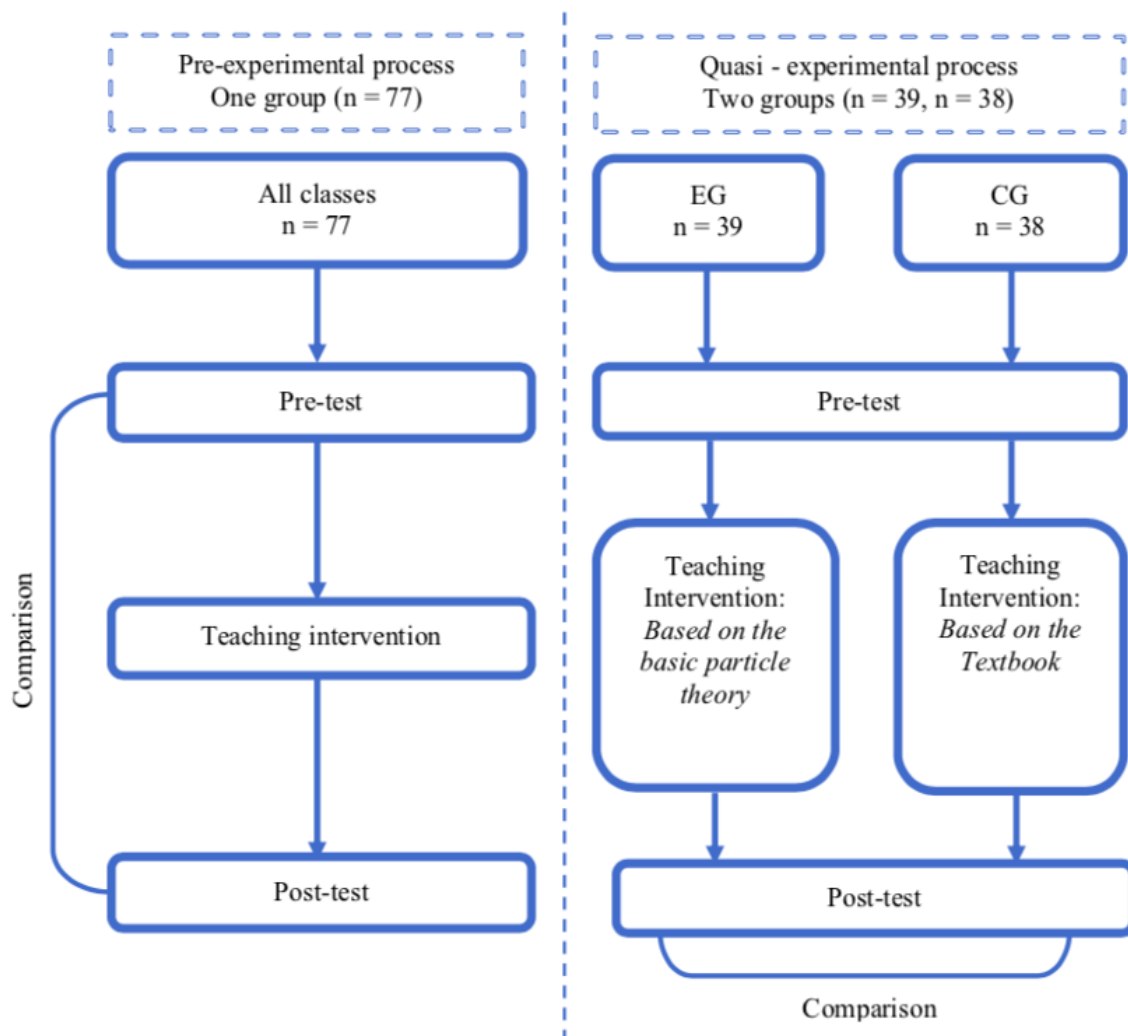 Pre-experimental process
One group (n = 77)
All classes
n = 77
Pre-test
Teaching intervention
Post-test
Comparison
Quasi - experimental process
Two groups (n = 39, n = 38)
EG
n = 39
CG
n = 38
Pre-test
Teaching
Intervention:
Based on the
basic particle
theory
Teaching
Intervention:
Based on the
Textbook
Post-test
Comparison